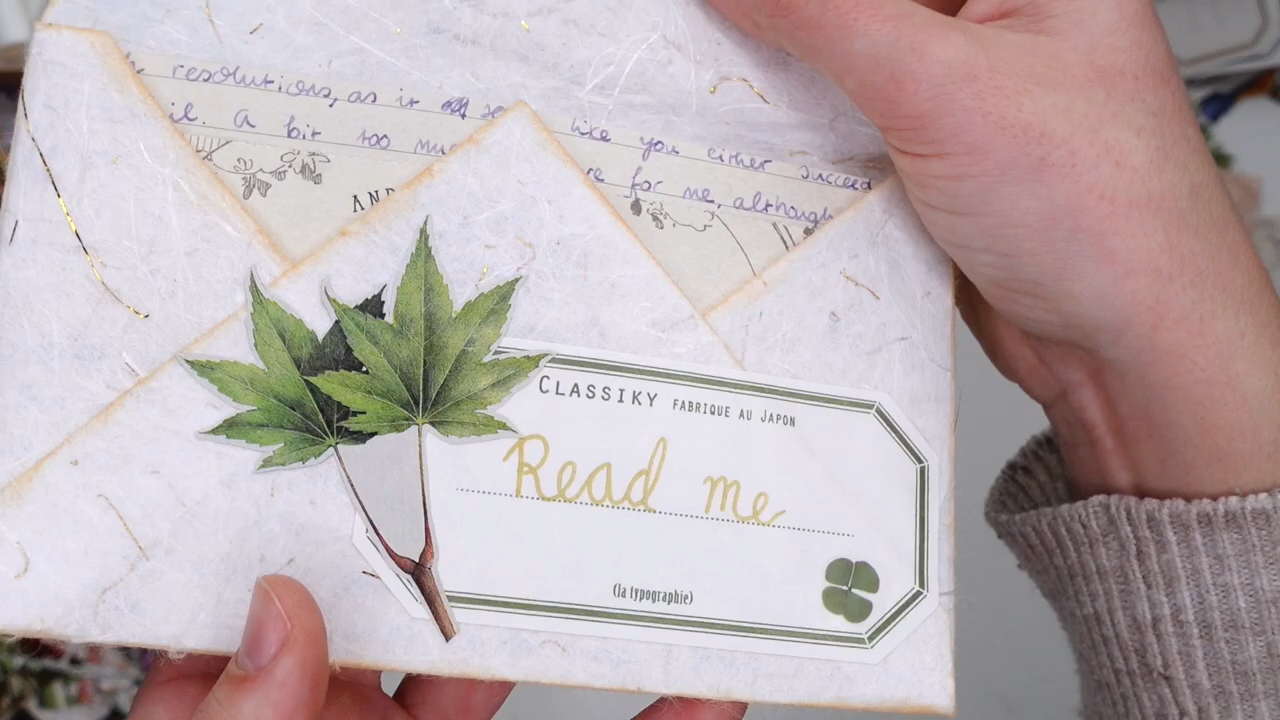 resolutions, as it
like you either succeed
A bit too
for me, although
AND
CLASSIKY FABRIQUE AU JAPON
Read me
(la typographie)